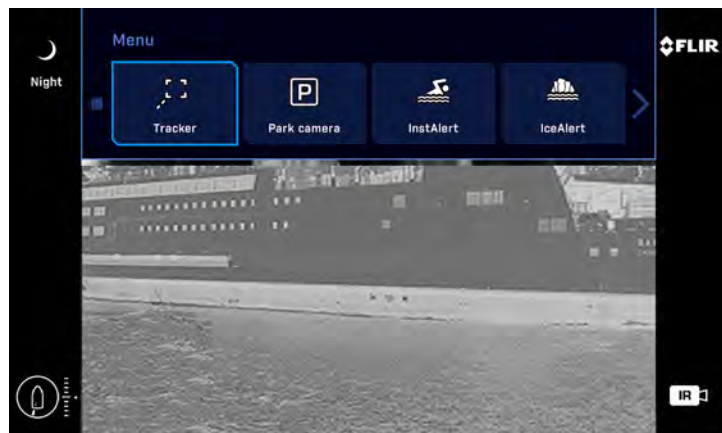 Menu
FLIR
Night
P
Tracker
Park camera
InstAlert
IceAlert
IR